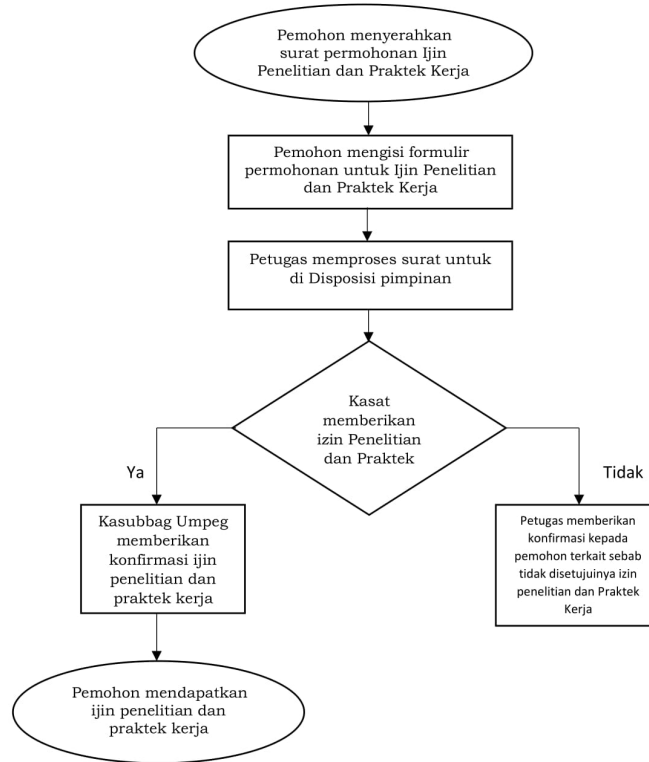 Pemohon menyerahkan
surat permohonan Ijin
Penelitian dan Praktek Kerja
Pemohon mengisi formulir
permohonan untuk Ijin Penelitian
dan Praktek Kerja
Petugas memproses surat untuk
di Disposisi pimpinan
Kasat
memberikan
izin Penelitian
dan Praktek
Ya
Tidak
Kasubbag Umpeg
memberikan
konfirmasi ijin
penelitian dan
praktek kerja
Petugas memberikan
konfirmasi kepada
pemohon terkait sebab
tidak disetujuinya izin
penelitian dan Praktek
Kerja
Pemohon mendapatkan
ijin penelitian dan
praktek kerja